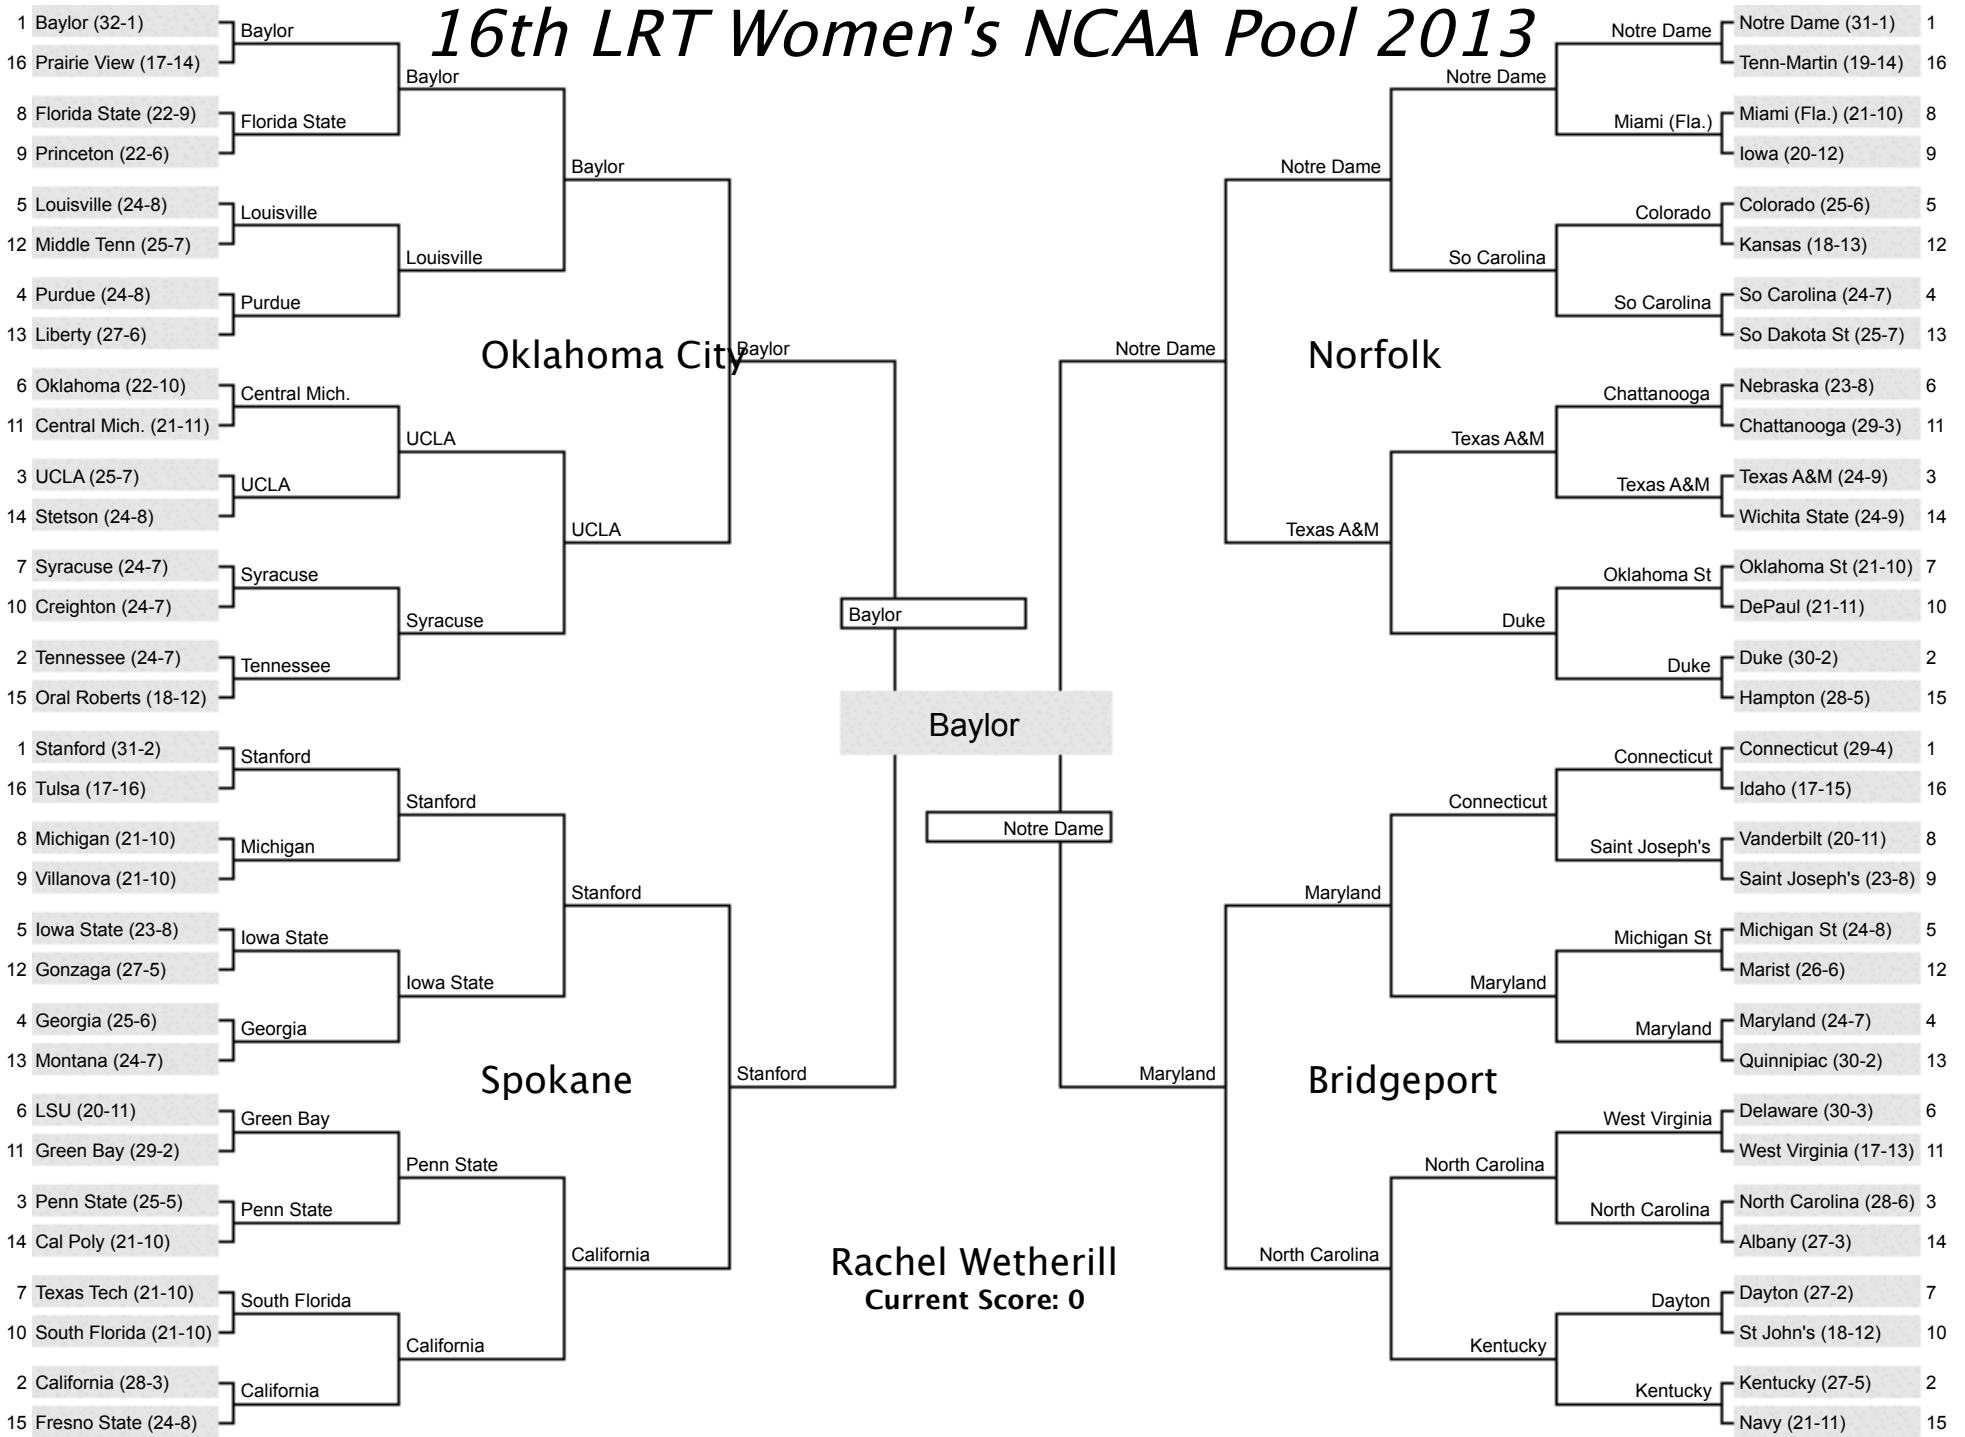 16th LRT Women's NCAA Pool 2013
1 Baylor (32-1)
16 Prairie View (17-14)
8 Florida State (22-9)
9 Princeton (22-6)
5 Louisville (24-8)
12 Middle Tenn (25-7)
4 Purdue (24-8)
13 Liberty (27-6)
6 Oklahoma (22-10)
11 Central Mich. (21-11)
3 UCLA (25-7)
14 Stetson (24-8)
7 Syracuse (24-7)
10 Creighton (24-7)
2 Tennessee (24-7)
15 Oral Roberts (18-12)
1 Stanford (31-2)
16 Tulsa (17-16)
8 Michigan (21-10)
9 Villanova (21-10)
5 Iowa State (23-8)
12 Gonzaga (27-5)
4 Georgia (25-6)
13 Montana (24-7)
6 LSU (20-11)
11 Green Bay (29-2)
3 Penn State (25-5)
14 Cal Poly (21-10)
7 Texas Tech (21-10)
10 South Florida (21-10)
2 California (28-3)
15 Fresno State (24-8)
Baylor
Florida State
Louisville
Purdue
Central Mich.
UCLA
Syracuse
Tennessee
Stanford
Michigan
Iowa State
Georgia
Green Bay
Penn State
South Florida
California
Baylor
Louisville
UCLA
Syracuse
Stanford
Iowa State
Penn State
California
Baylor
UCLA
Stanford
California
Oklahoma City
Spokane
Baylor
Stanford
Baylor
Baylor
Notre Dame
Rachel Wetherill
Current Score: 0
Notre Dame
Maryland
Norfolk
Bridgeport
Notre Dame
Texas A&M
Maryland
North Carolina
Notre Dame
So Carolina
Texas A&M
Duke
Connecticut
Maryland
North Carolina
Kentucky
Notre Dame
Miami (Fla.)
Colorado
So Carolina
Chattanooga
Texas A&M
Oklahoma St
Duke
Connecticut
Saint Joseph's
Michigan St
Maryland
West Virginia
North Carolina
Dayton
Kentucky
Notre Dame (31-1) 1
Tenn-Martin (19-14) 16
Miami (Fla.) (21-10) 8
Iowa (20-12) 9
Colorado (25-6) 5
Kansas (18-13) 12
So Carolina (24-7) 4
So Dakota St (25-7) 13
Nebraska (23-8) 6
Chattanooga (29-3) 11
Texas A&M (24-9) 3
Wichita State (24-9) 14
Oklahoma St (21-10) 7
DePaul (21-11) 10
Duke (30-2) 2
Hampton (28-5) 15
Connecticut (29-4) 1
Idaho (17-15) 16
Vanderbilt (20-11) 8
Saint Joseph's (23-8) 9
Michigan St (24-8) 5
Marist (26-6) 12
Maryland (24-7) 4
Quinnipiac (30-2) 13
Delaware (30-3) 6
West Virginia (17-13) 11
North Carolina (28-6) 3
Albany (27-3) 14
Dayton (27-2) 7
St John's (18-12) 10
Kentucky (27-5) 2
Navy (21-11) 15